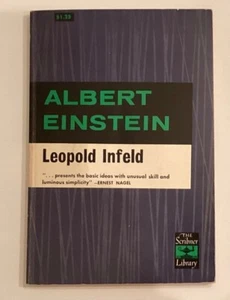 $1.25
ALBERT
EINSTEIN
Leopold Infeld
". . . presents the basic ideas with unusual skill and
luminous simplicity" —ERNEST NAGEL
THE
Scribner
Library